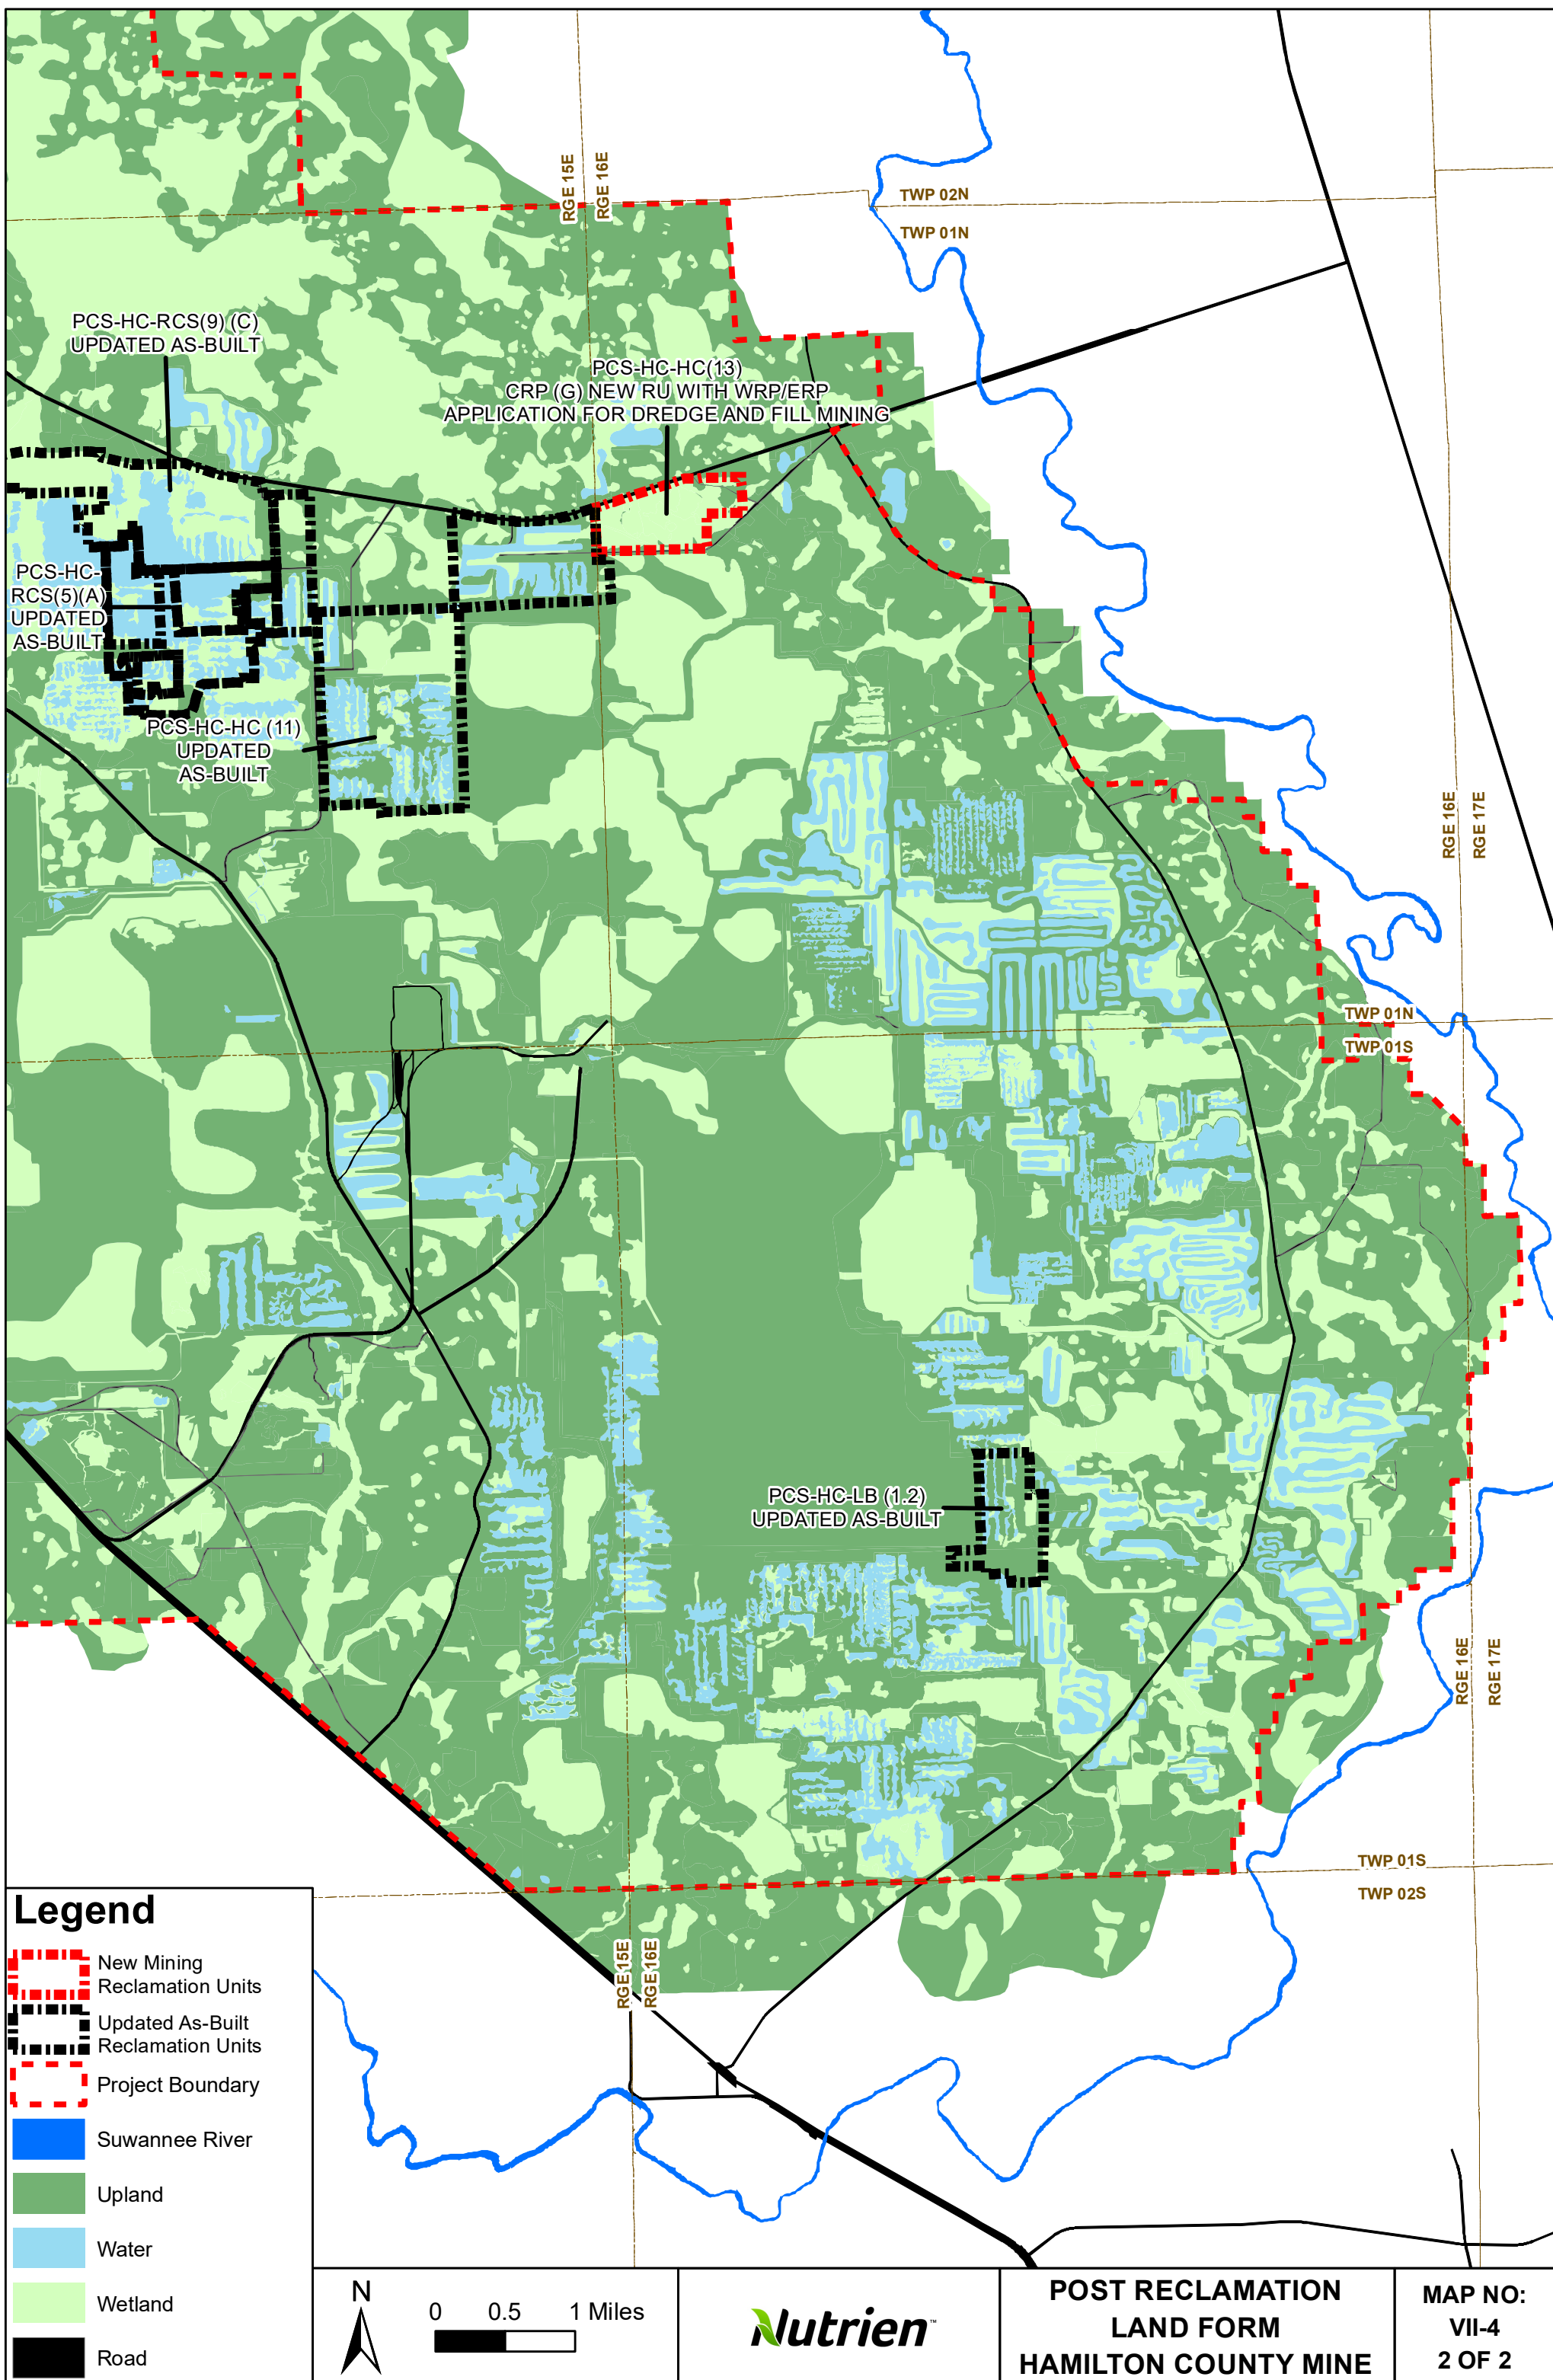 RGE 15E
RGE 16E
TWP 02N
TWP 01N
PCS-HC-RCS(9) (C)
UPDATED AS-BUILT
PCS-HC-HC(13)
CRP (G) NEW RU WITH WRP/ERP
APPLICATION FOR DREDGE AND FILL MINING
PCS-HC-
RCS(5)(A)
UPDATED
AS-BUILT
PCS-HC-HC (11)
UPDATED
AS-BUILT
RGE 16E
RGE 17E
TWP 01N
TWP 01S
PCS-HC-LB (1.2)
UPDATED AS-BUILT
RGE 16E
RGE 17E
TWP 01S
TWP 02S
RGE 15E
RGE 16E
Legend
New Mining
Reclamation Units
Updated As-Built
Reclamation Units
Project Boundary
Suwannee River
Upland
Water
Wetland
Road
N
0 0.5 1 Miles
Nutrien™
POST RECLAMATION
LAND FORM
HAMILTON COUNTY MINE
MAP NO:
VII-4
2 OF 2